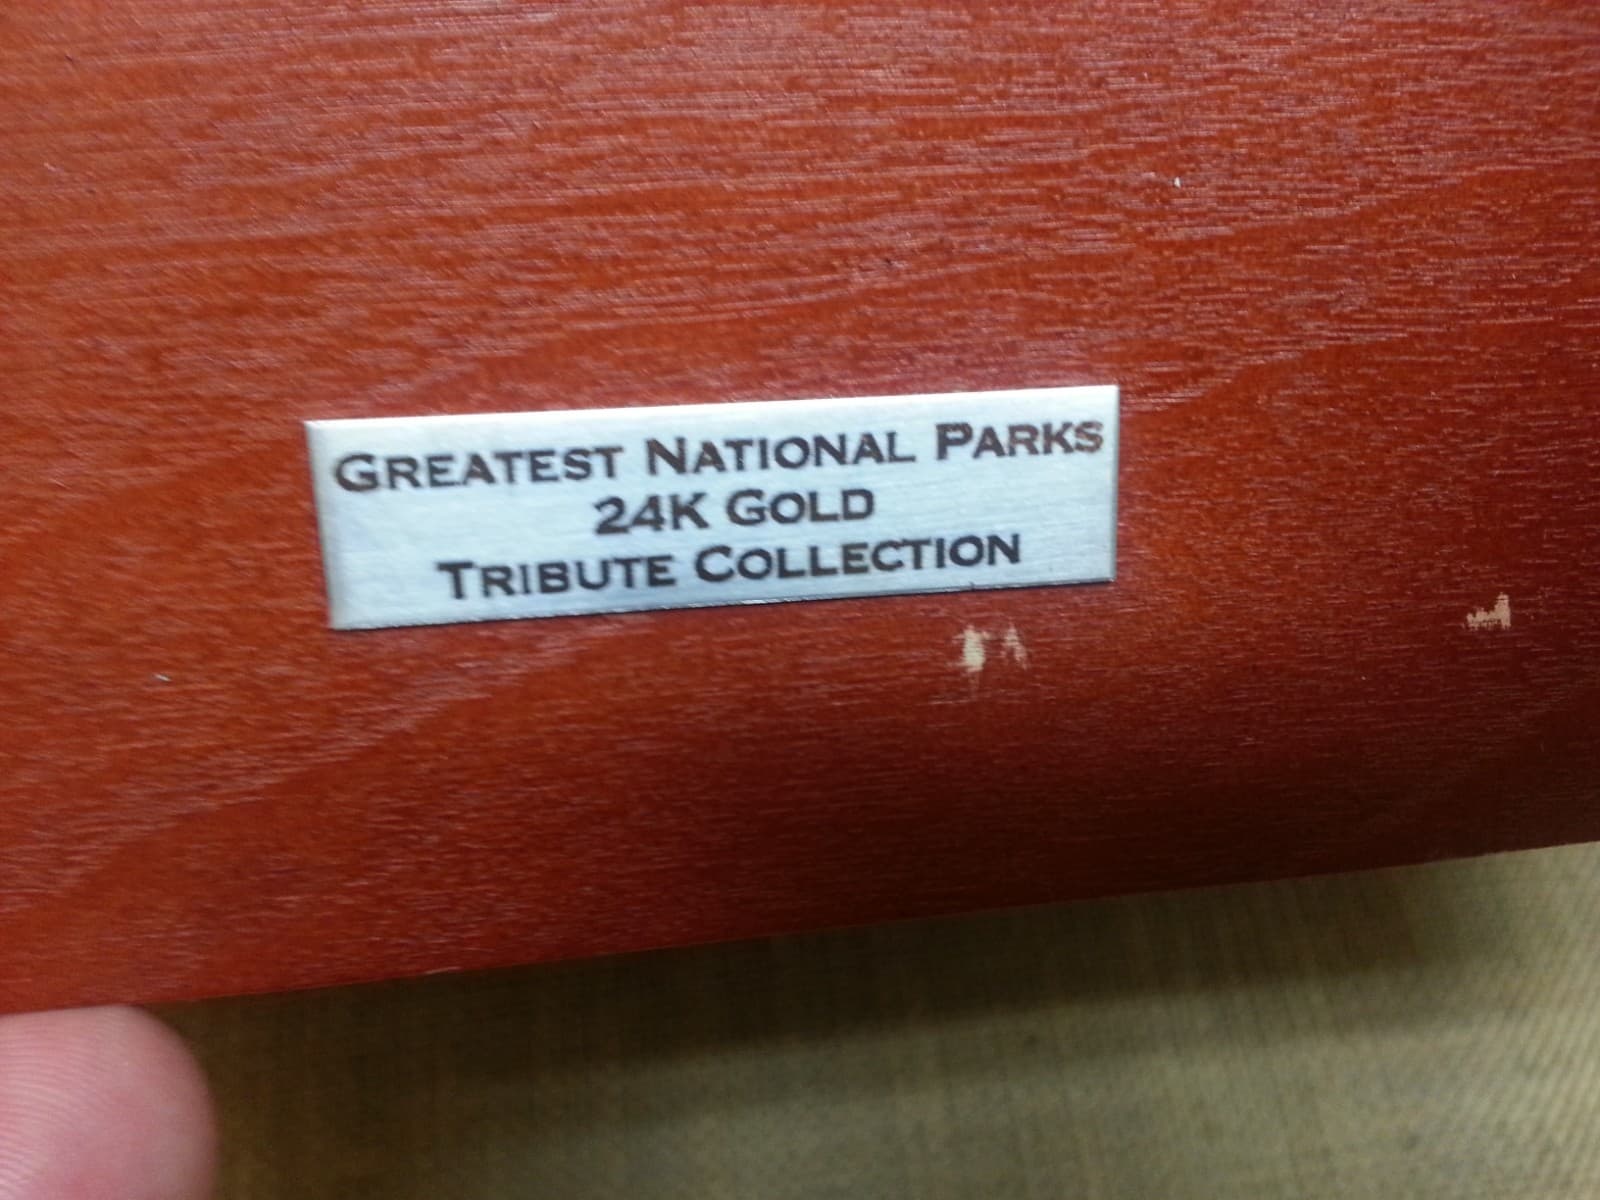 GREATEST NATIONAL PARKS
24K GOLD
TRIBUTE COLLECTION